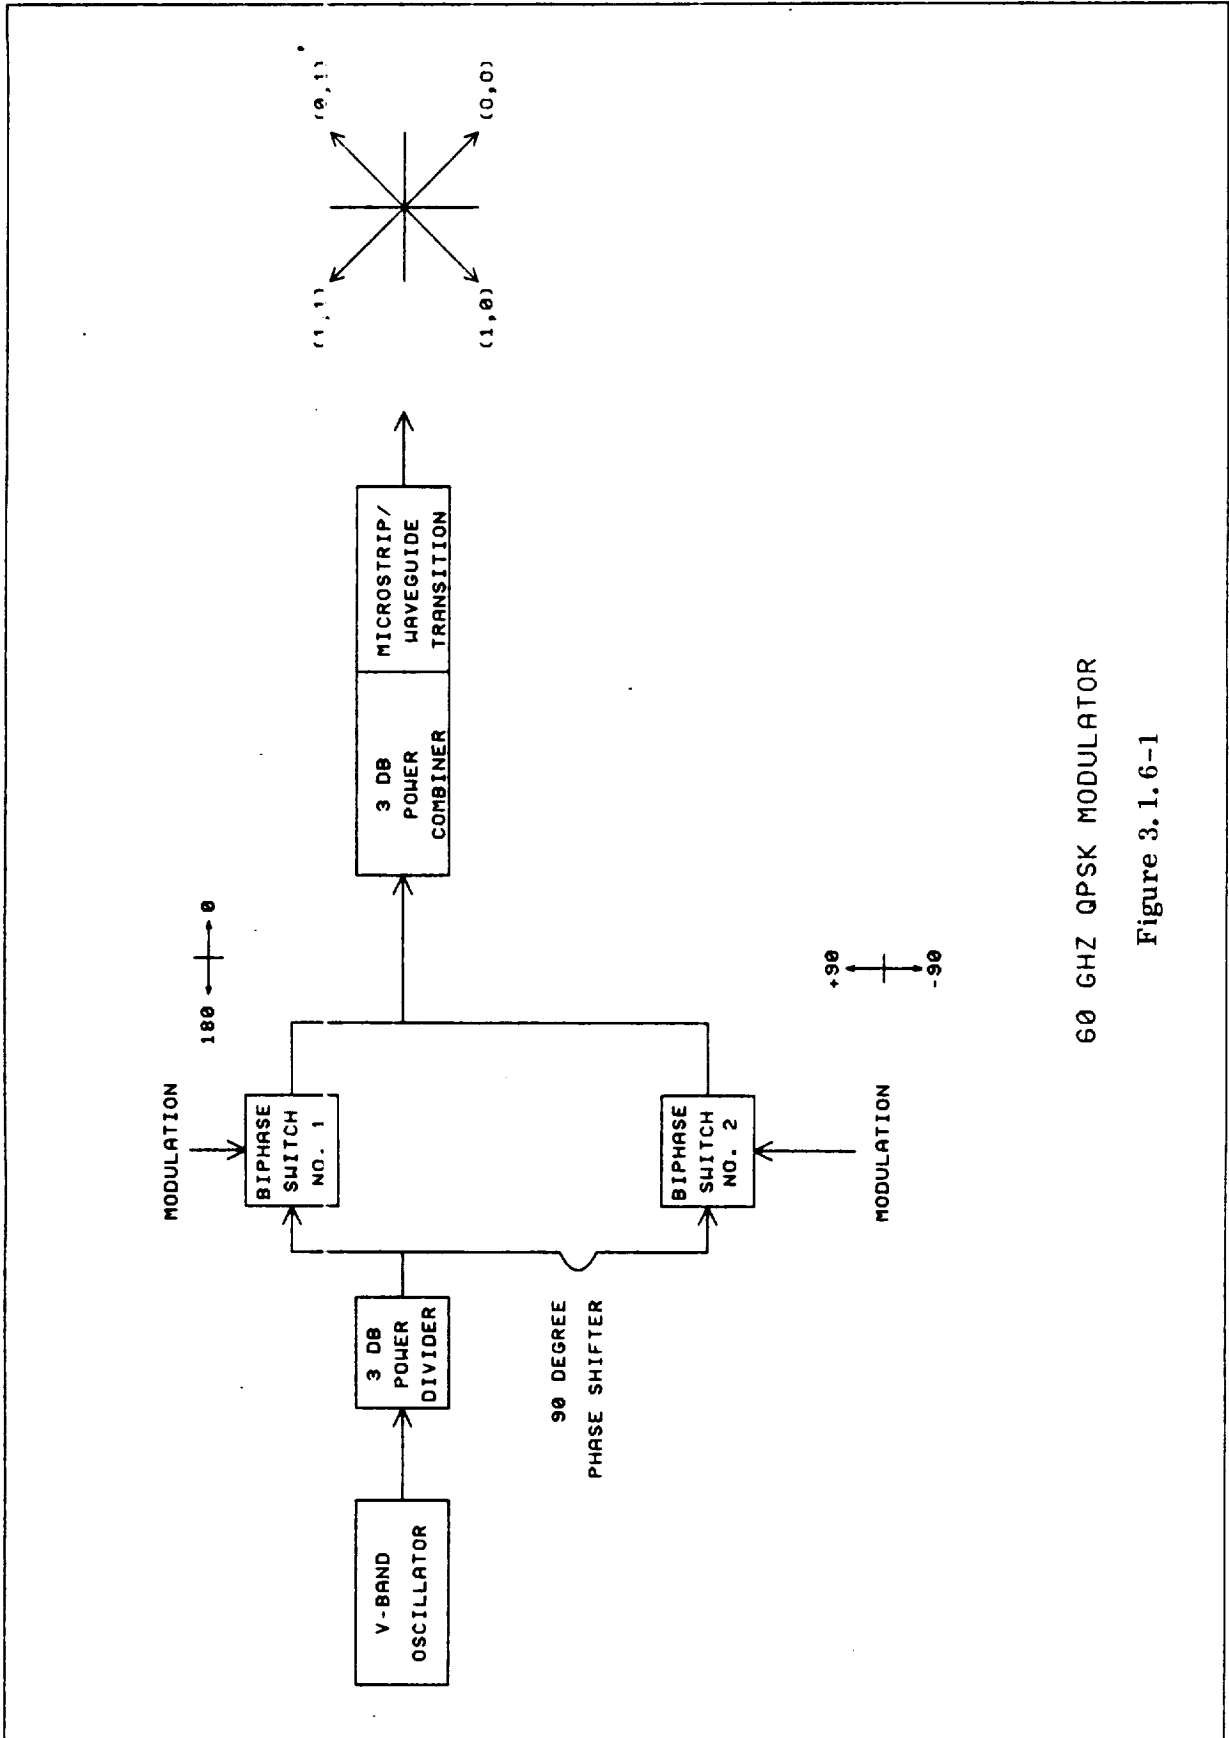 V-BAND
OSCILLATOR
3 DB
POWER
DIVIDER
90 DEGREE
PHASE SHIFTER
MODULATION
BIPHASE
SWITCH
NO. 1
180
0
BIPHASE
SWITCH
NO. 2
MODULATION
+90
-90
3 DB
POWER
COMBINER
MICROSTRIP/
WAVEGUIDE
TRANSITION
(1,1)
(0,1)
(1,0)
(0,0)
60 GHZ QPSK MODULATOR
Figure 3.1.6-1